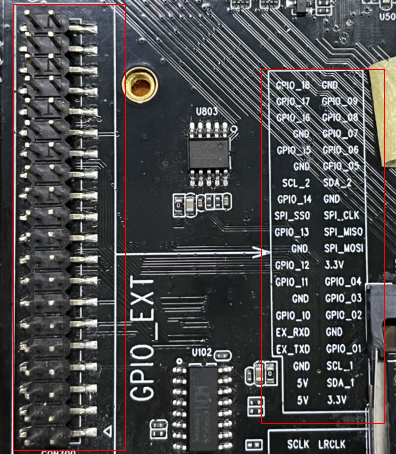 U50
U803
GPIO_18 GND
GPIO_17 GPIO_09
GPIO_16 GPIO_08
GND GPIO_07
GPIO_15 GPIO_06
GND GPIO_05
SCL_2 SDA_2
GPIO_14 GND
SPI_SS0 SPI_CLK
GPIO_13 SPI_MISO
GND SPI_MOSI
GPIO_12 3.3V
GPIO_11 GPIO_04
GND GPIO_03
GPIO_10 GPIO_02
EX_RXD GND
EX_TXD GPIO_01
GND SCL_1
5V SDA_1
5V 3.3V
GPIO_EXT
U102
SCLK LRCLK